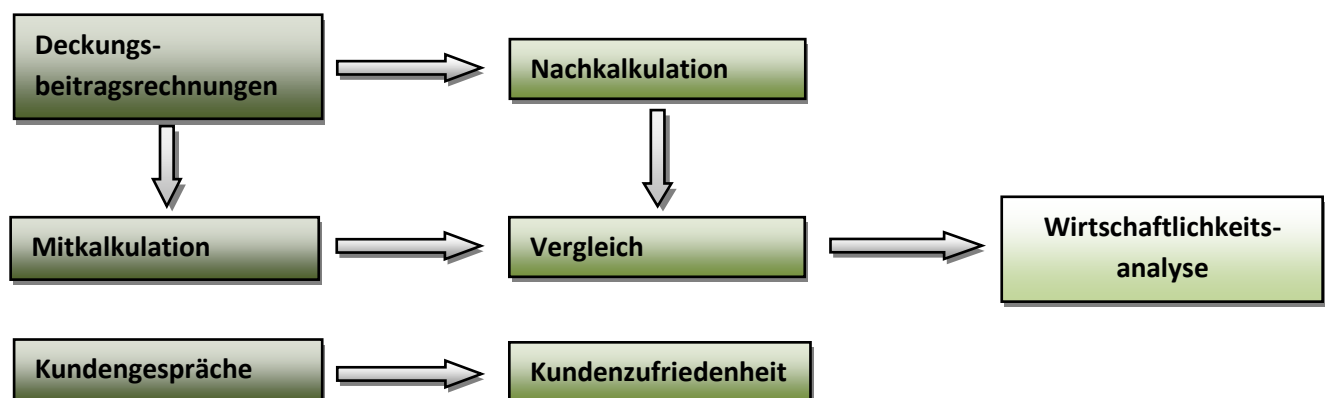 Deckungs-
beitragsrechnungen
Nachkalkulation
Mitkalkulation
Vergleich
Wirtschaftlichkeits-
analyse
Kundengespräche
Kundenzufriedenheit